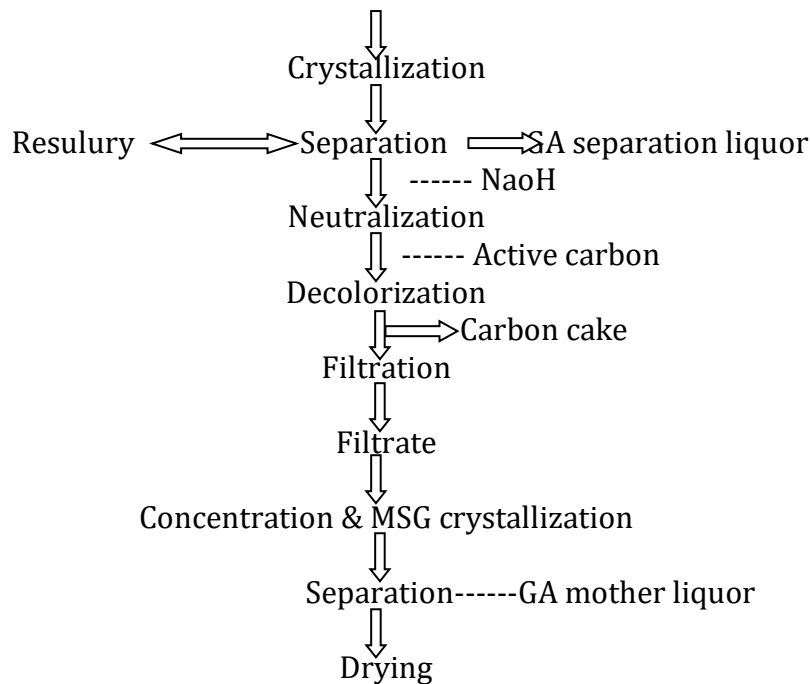 Crystallization
Resulury Separation GA separation liquor
------ NaoH
Neutralization
------ Active carbon
Decolorization
Carbon cake
Filtration
Filtrate
Concentration & MSG crystallization
Separation------GA mother liquor
Drying